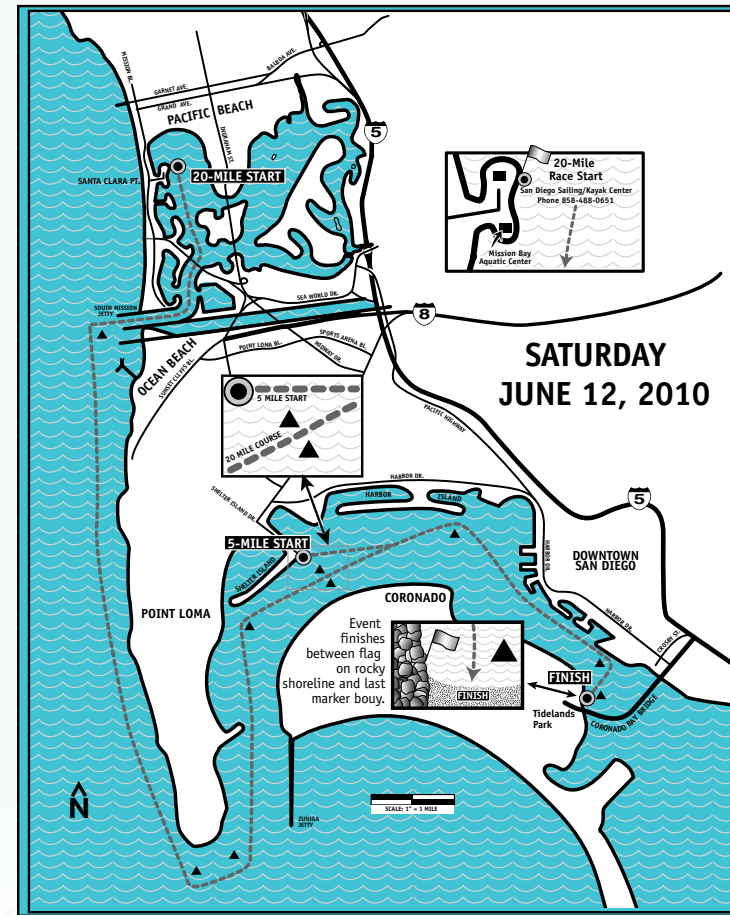 MISSION BL.
GARNET AVE.
GRAND AVE.
BALBOA AVE.
PACIFIC BEACH
INGRAHAM ST.
5
SANTA CLARA PT.
20-MILE START
20-Mile
Race Start
San Diego Sailing/Kayak Center
Phone 858-488-0651
Mission Bay
Aquatic Center
SOUTH MISSION
JETTY
SEA WORLD DR.
8
OCEAN BEACH
SUNSET CLIFFS BL.
POINT LOMA BL.
SPORTS ARENA BL.
MIDWAY DR.
SATURDAY
JUNE 12, 2010
5 MILE START
20 MILE COURSE
PACIFIC HIGHWAY
SHELTER ISLAND DR.
HARBOR DR.
HARBOR
ISLAND
5
5-MILE START
SHELTER ISLAND
HARBOR DR.
DOWNTOWN
SAN DIEGO
POINT LOMA
CORONADO
HARBOR DR.
CROSBY ST.
Event
finishes
between flag
on rocky
shoreline and last
marker bouy.
FINISH
FINISH
Tidelands
Park
CORONADO BAY BRIDGE
N
ZUNIGA
JETTY
SCALE: 1" = 1 MILE